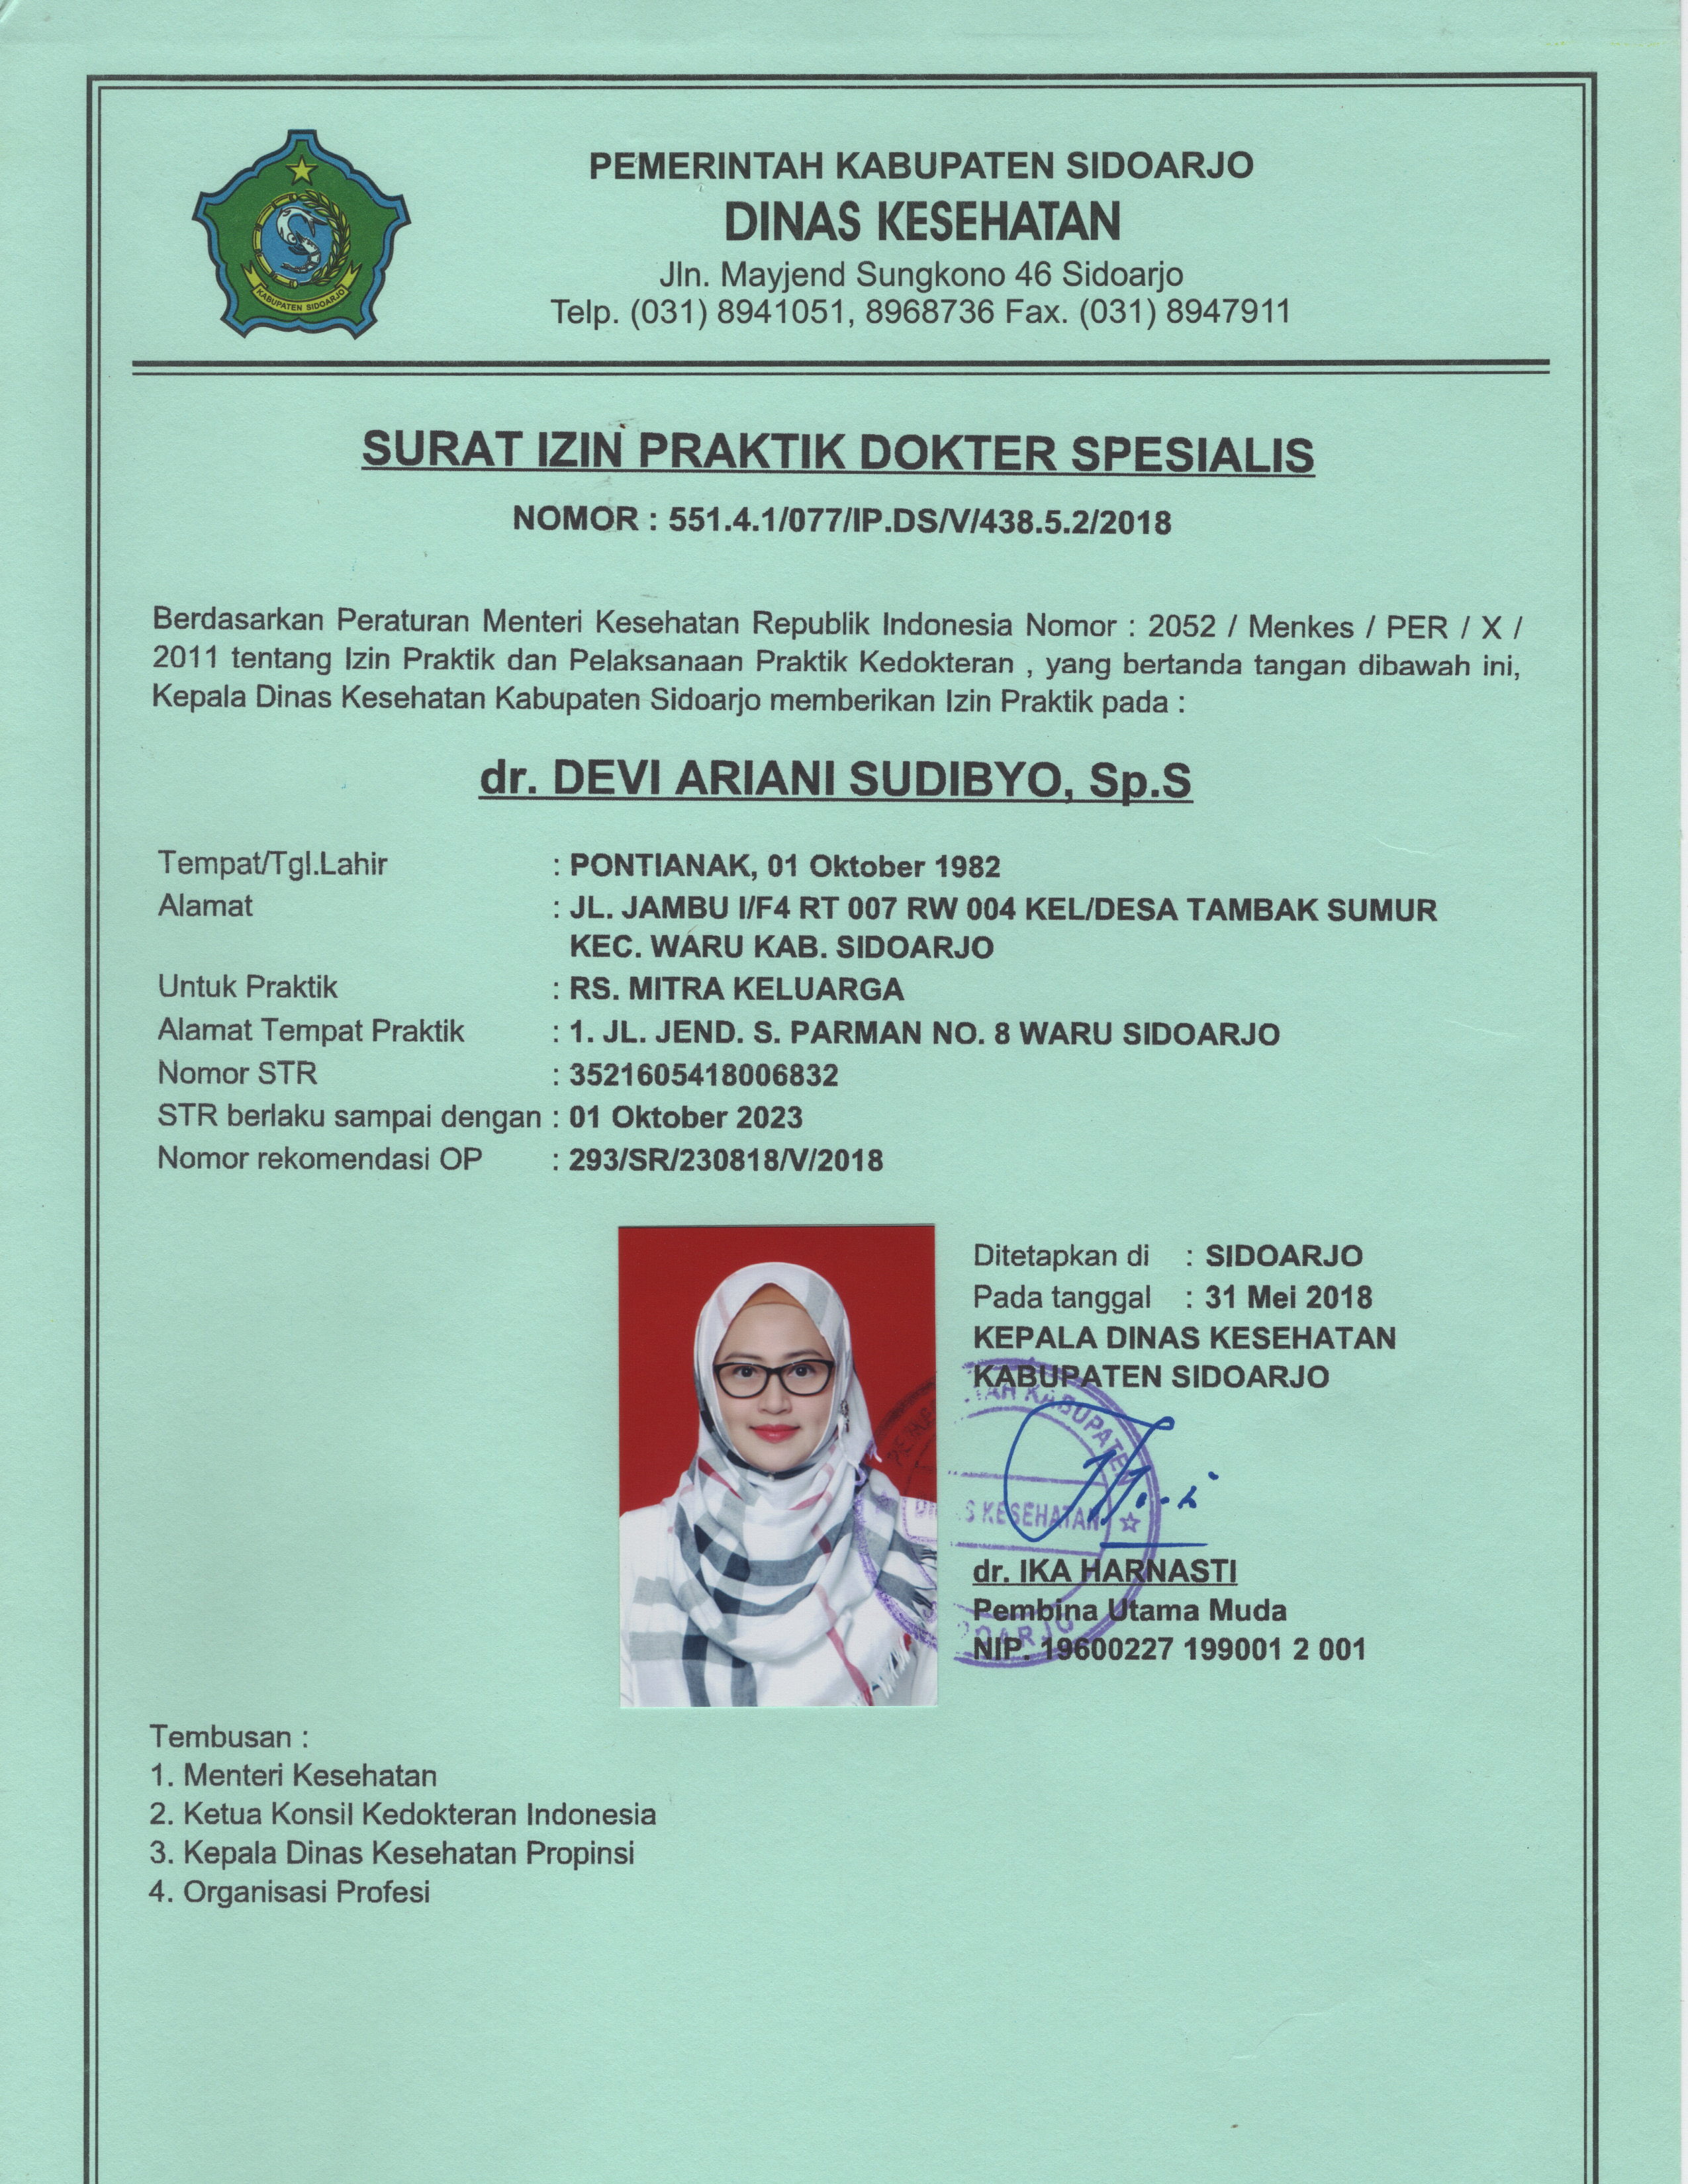 PEMERINTAH KABUPATEN SIDOARJO
DINAS KESEHATAN
Jln. Mayjend Sungkono 46 Sidoarjo
Telp. (031) 8941051, 8968736 Fax. (031) 8947911
KABUPATEN SIDOARJO
SURAT IZIN PRAKTIK DOKTER SPESIALIS
NOMOR : 551.4.1/077/IP.DS/V/438.5.2/2018
Berdasarkan Peraturan Menteri Kesehatan Republik Indonesia Nomor : 2052 / Menkes / PER / X /
2011 tentang Izin Praktik dan Pelaksanaan Praktik Kedokteran , yang bertanda tangan dibawah ini,
Kepala Dinas Kesehatan Kabupaten Sidoarjo memberikan Izin Praktik pada :
dr. DEVI ARIANI SUDIBYO, Sp.S
Tempat/Tgl.Lahir : PONTIANAK, 01 Oktober 1982
Alamat : JL. JAMBU I/F4 RT 007 RW 004 KEL/DESA TAMBAK SUMUR
KEC. WARU KAB. SIDOARJO
Untuk Praktik : RS. MITRA KELUARGA
Alamat Tempat Praktik : 1. JL. JEND. S. PARMAN NO. 8 WARU SIDOARJO
Nomor STR : 3521605418006832
STR berlaku sampai dengan : 01 Oktober 2023
Nomor rekomendasi OP : 293/SR/230818/V/2018
Ditetapkan di : SIDOARJO
Pada tanggal : 31 Mei 2018
KEPALA DINAS KESEHATAN
KABUPATEN SIDOARJO
KABUPATEN
KESEHATAN
dr. IKA HARNASTI
Pembina Utama Muda
NIP. 19600227 199001 2 001
Tembusan :
1. Menteri Kesehatan
2. Ketua Konsil Kedokteran Indonesia
3. Kepala Dinas Kesehatan Propinsi
4. Organisasi Profesi